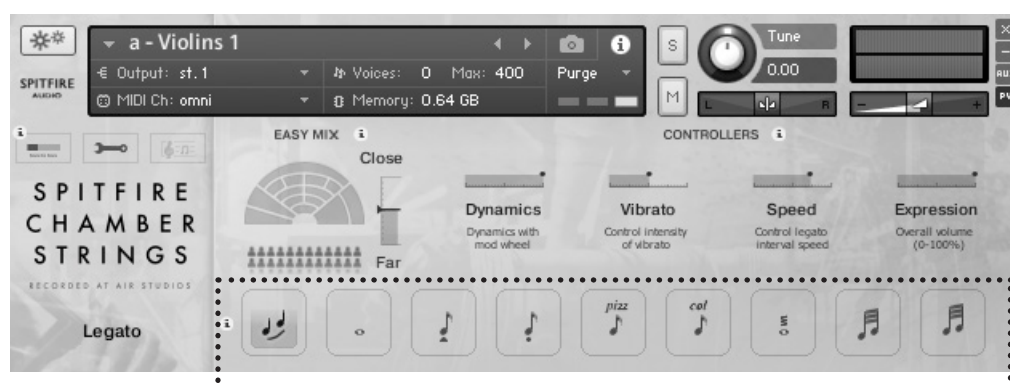 a - Violins 1
Output: st. 1
Voices: 0 Max: 400 Purge
MIDI Ch: omni
Memory: 0.64 GB
S
M
Tune
0.00
L R
- +
AUX
PV
SPITFIRE
AUDIO
SPITFIRE
CHAMBER
STRINGS
RECORDED AT AIR STUDIOS
Legato
EASY MIX
Close
Far
CONTROLLERS
Dynamics
Dynamics with
mod wheel
Vibrato
Control intensity
of vibrato
Speed
Control legato
interval speed
Expression
Overall volume
(0-100%)
pizz
col